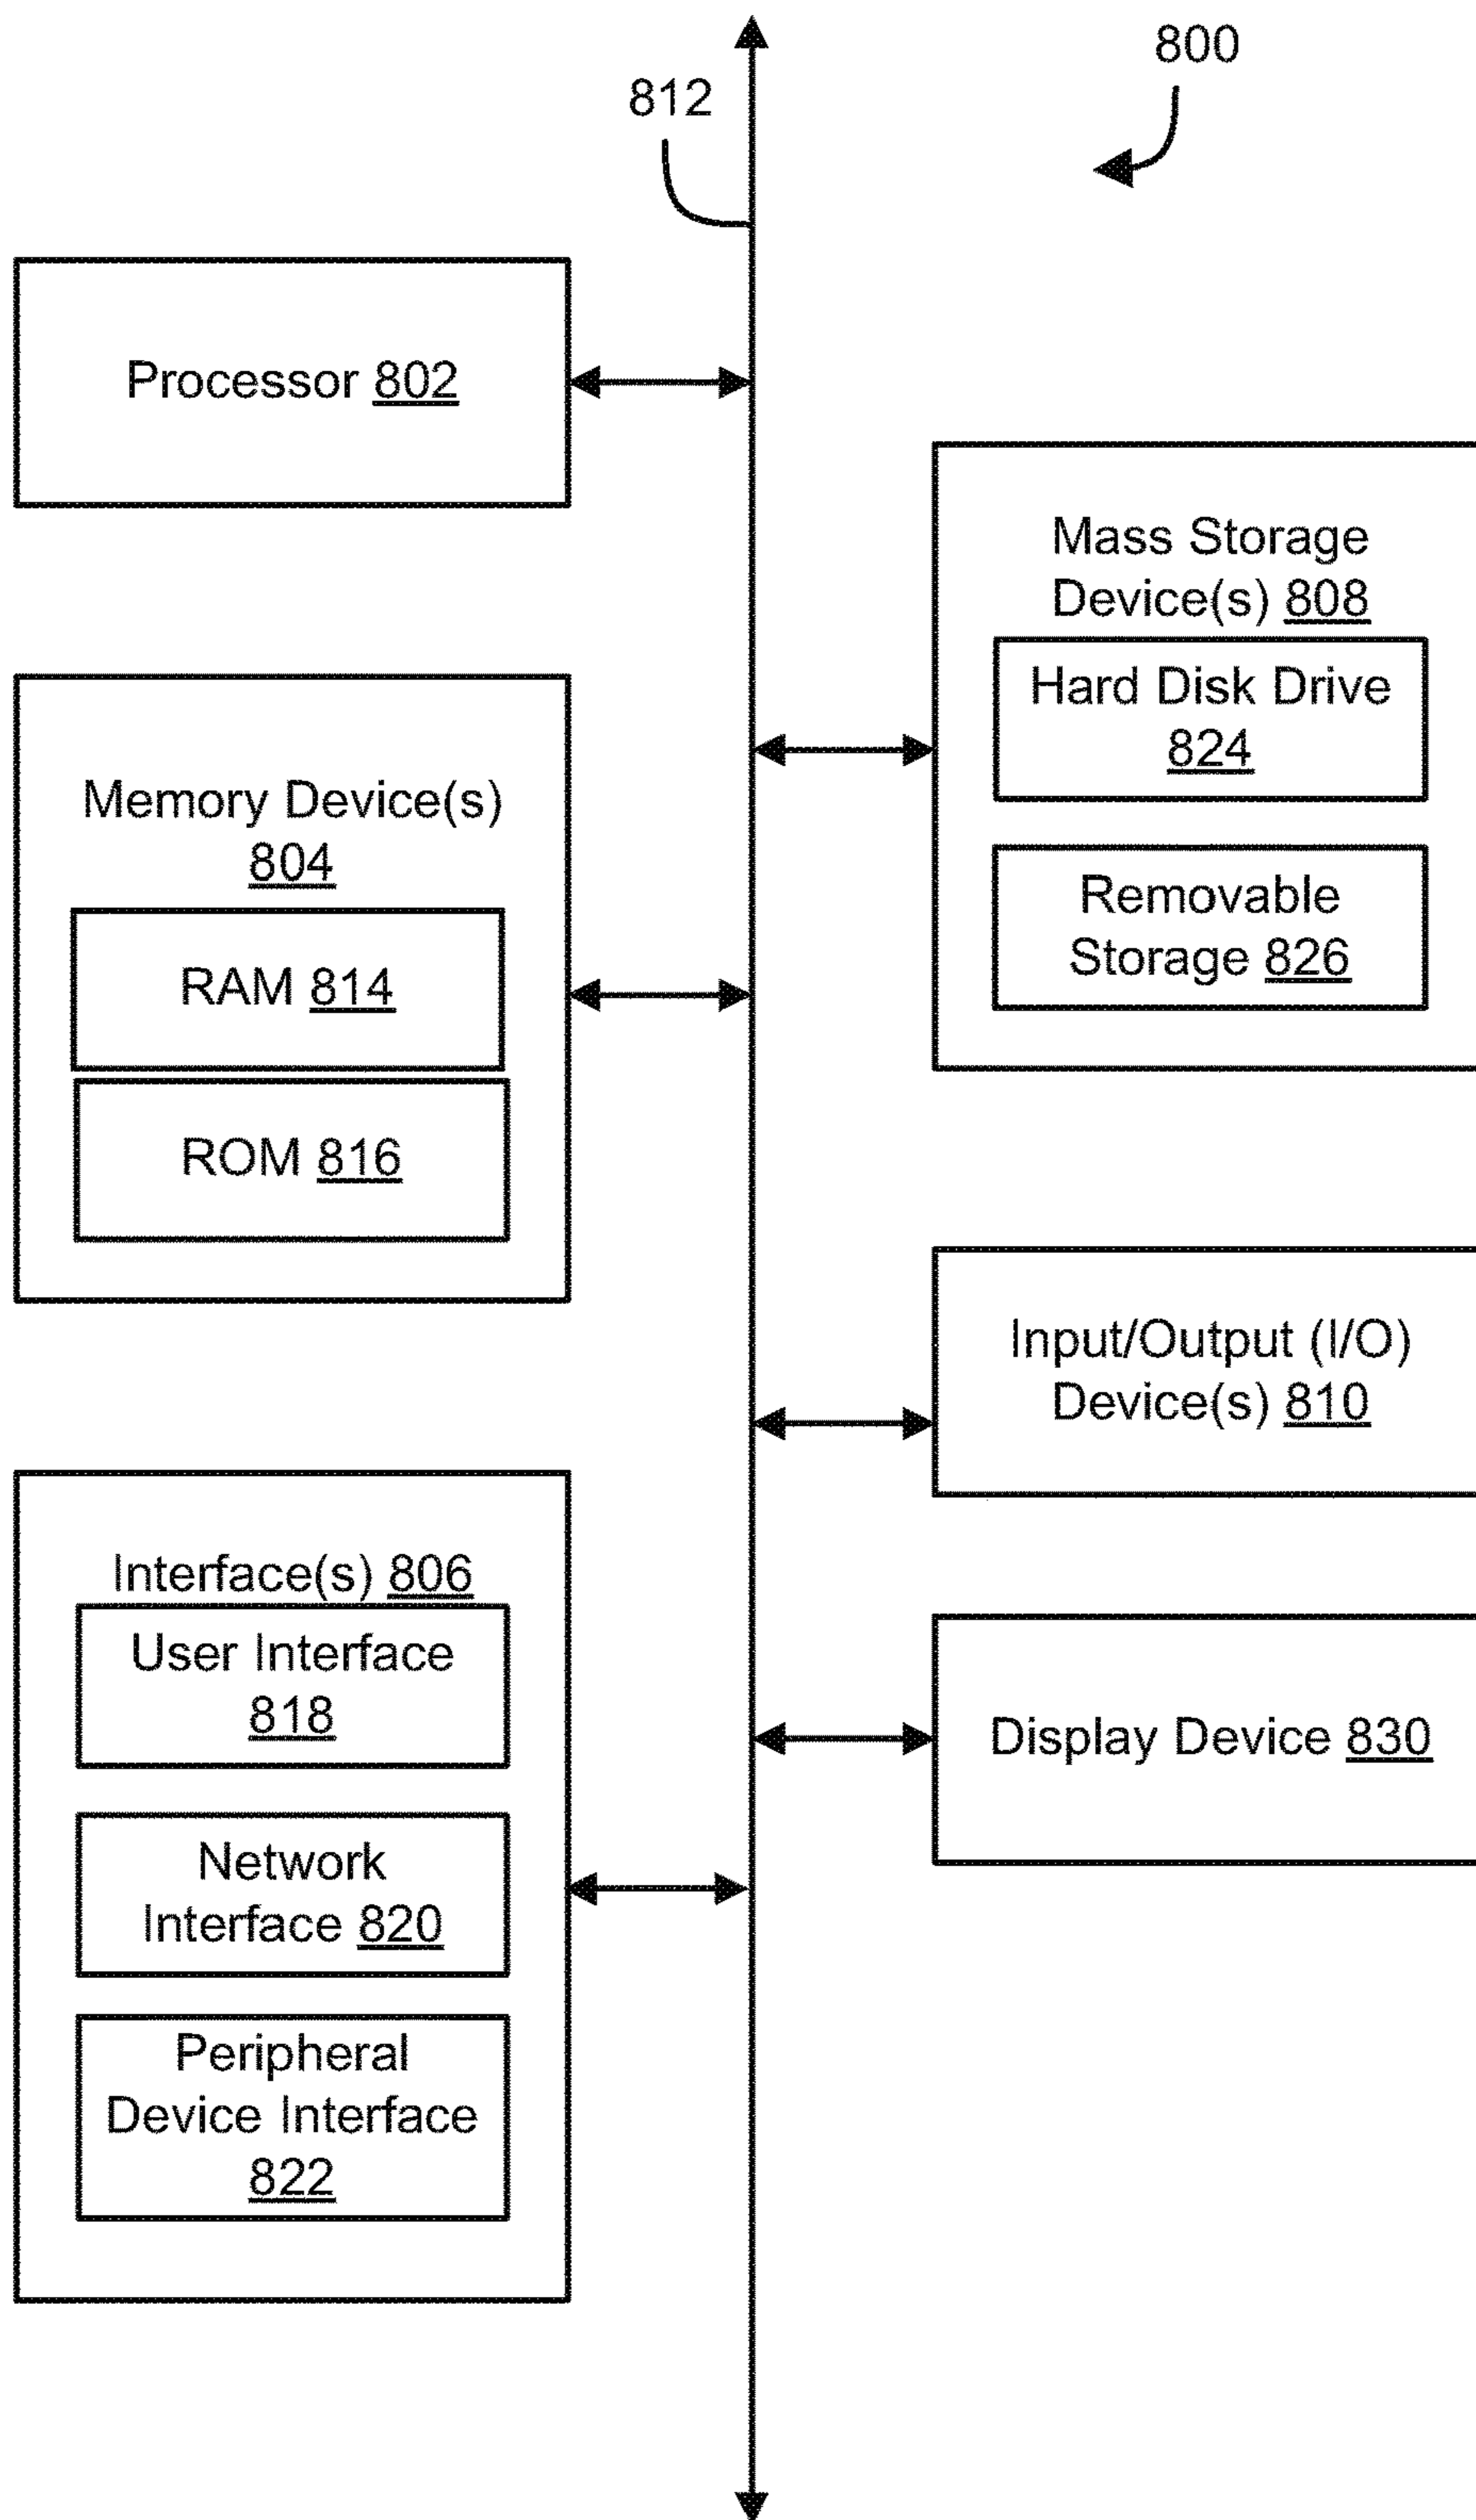 800
812
Processor 802
Mass Storage
Device(s) 808
Hard Disk Drive
824
Removable
Storage 826
Memory Device(s)
804
RAM 814
ROM 816
Input/Output (I/O)
Device(s) 810
Interface(s) 806
User Interface
818
Network
Interface 820
Peripheral
Device Interface
822
Display Device 830